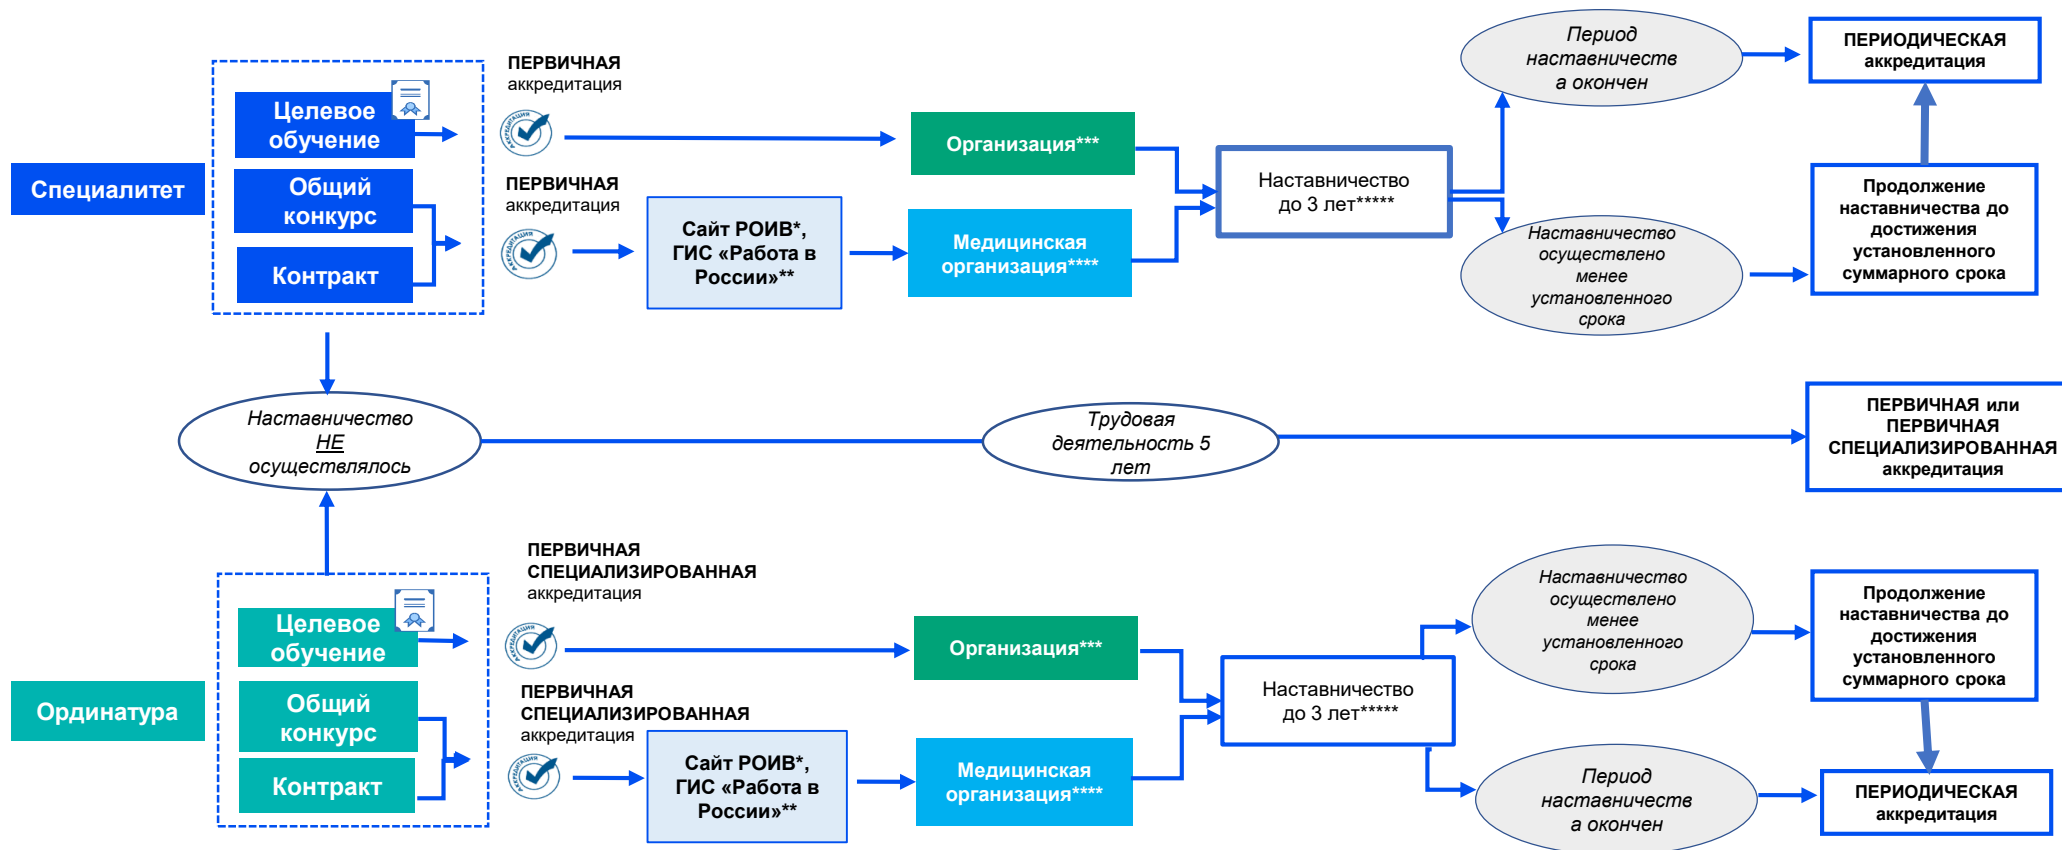 ПЕРВИЧНАЯ
аккредитация
Целевое
обучение
АККРЕДИТАЦИЯ
Организация***
Период
наставничеств
а окончен
ПЕРИОДИЧЕСКАЯ
аккредитация
Специалитет
Общий
конкурс
Контракт
ПЕРВИЧНАЯ
аккредитация
АККРЕДИТАЦИЯ
Сайт РОИВ*,
ГИС «Работа в
России»**
Медицинская
организация****
Наставничество
до 3 лет*****
Наставничество
осуществлено
менее
установленного
срока
Продолжение
наставничества до
достижения
установленного
суммарного срока
Наставничество
НЕ
осуществлялось
Трудовая
деятельность 5
лет
ПЕРВИЧНАЯ или
ПЕРВИЧНАЯ
СПЕЦИАЛИЗИРОВАННАЯ
аккредитация
ПЕРВИЧНАЯ
СПЕЦИАЛИЗИРОВАННАЯ
аккредитация
Целевое
обучение
АККРЕДИТАЦИЯ
Организация***
Наставничество
осуществлено
менее
установленного
срока
Продолжение
наставничества до
достижения
установленного
суммарного срока
Ординатура
Общий
конкурс
Контракт
ПЕРВИЧНАЯ
СПЕЦИАЛИЗИРОВАННАЯ
аккредитация
АККРЕДИТАЦИЯ
Сайт РОИВ*,
ГИС «Работа в
России»**
Медицинская
организация****
Наставничество
до 3 лет*****
Период
наставничеств
а окончен
ПЕРИОДИЧЕСКАЯ
аккредитация